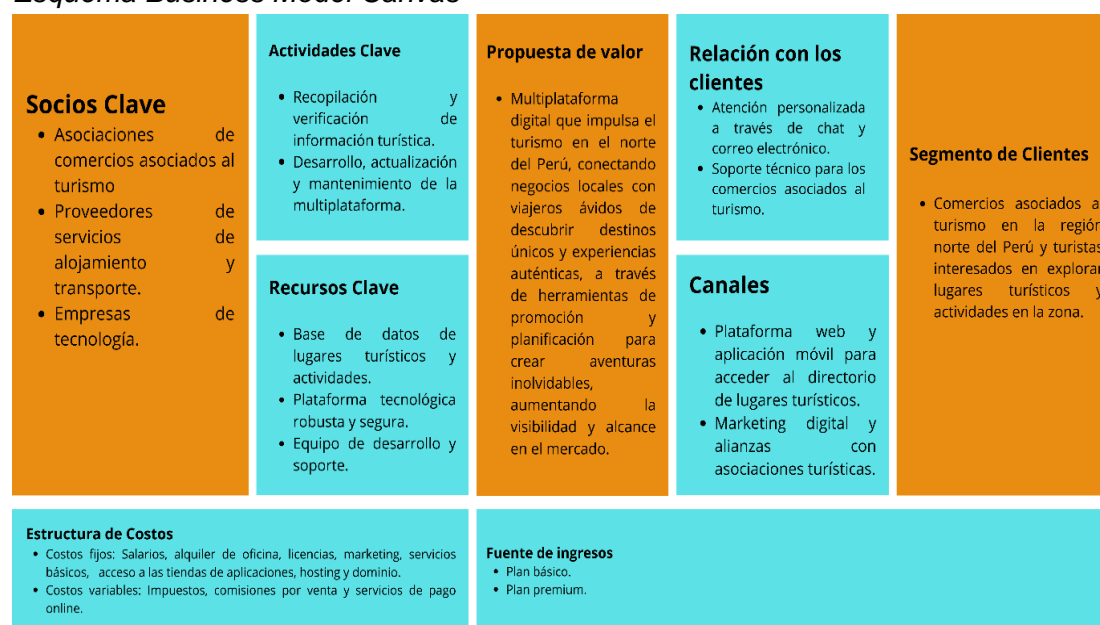 Esquema Business Model Canvas
Socios Clave
• Asociaciones de
comercios asociados al
turismo
• Proveedores de
servicios de
alojamiento y
transporte.
• Empresas de
tecnología.
Actividades Clave
• Recopilación y
verificación de
información turística.
• Desarrollo, actualización
y mantenimiento de la
multiplataforma.
Recursos Clave
• Base de datos de
lugares turísticos y
actividades.
• Plataforma tecnológica
robusta y segura.
• Equipo de desarrollo y
soporte.
Propuesta de valor
• Multiplataforma
digital que impulsa el
turismo en el norte
del Perú, conectando
negocios locales con
viajeros ávidos de
descubrir destinos
únicos y experiencias
auténticas, a través
de herramientas de
promoción y
planificación para
crear aventuras
inolvidables,
aumentando la
visibilidad y alcance
en el mercado.
Relación con los
clientes
• Atención personalizada
a través de chat y
correo electrónico.
• Soporte técnico para los
comercios asociados al
turismo.
Canales
• Plataforma web y
aplicación móvil para
acceder al directorio
de lugares turísticos.
• Marketing digital y
alianzas con
asociaciones turísticas.
Segmento de Clientes
• Comercios asociados al
turismo en la región
norte del Perú y turistas
interesados en explorar
lugares turísticos y
actividades en la zona.
Estructura de Costos
• Costos fijos: Salarios, alquiler de oficina, licencias, marketing, servicios
básicos, acceso a las tiendas de aplicaciones, hosting y dominio.
• Costos variables: Impuestos, comisiones por venta y servicios de pago
online.
Fuente de ingresos
• Plan básico.
• Plan premium.